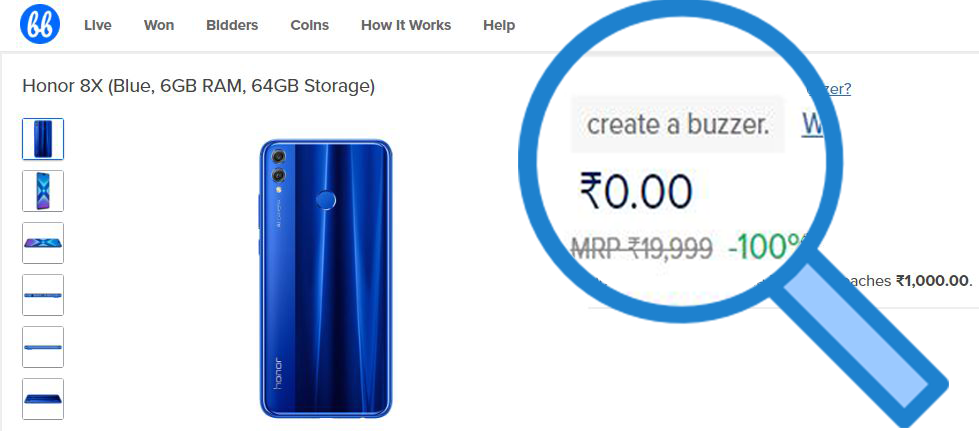 bb
Live Won Bidders Coins How It Works Help
Honor 8X (Blue, 6GB RAM, 64GB Storage)
zer?
create a buzzer. W
₹0.00
MRP ₹19,999 -100%
aches ₹1,000.00.
honor